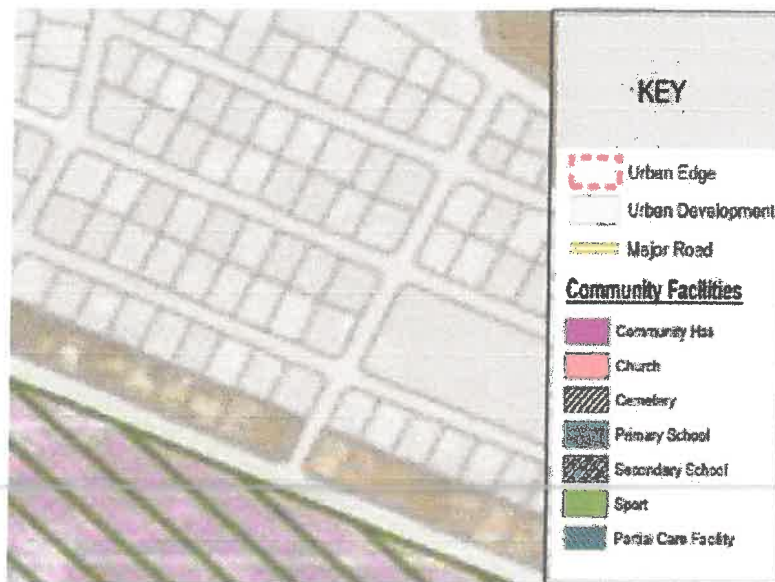 KEY
Urban Edge
Urban Development
Major Road
Community Facilities
Community Hall
Church
Cemetery
Primary School
Secondary School
Sport
Partial Care Facility